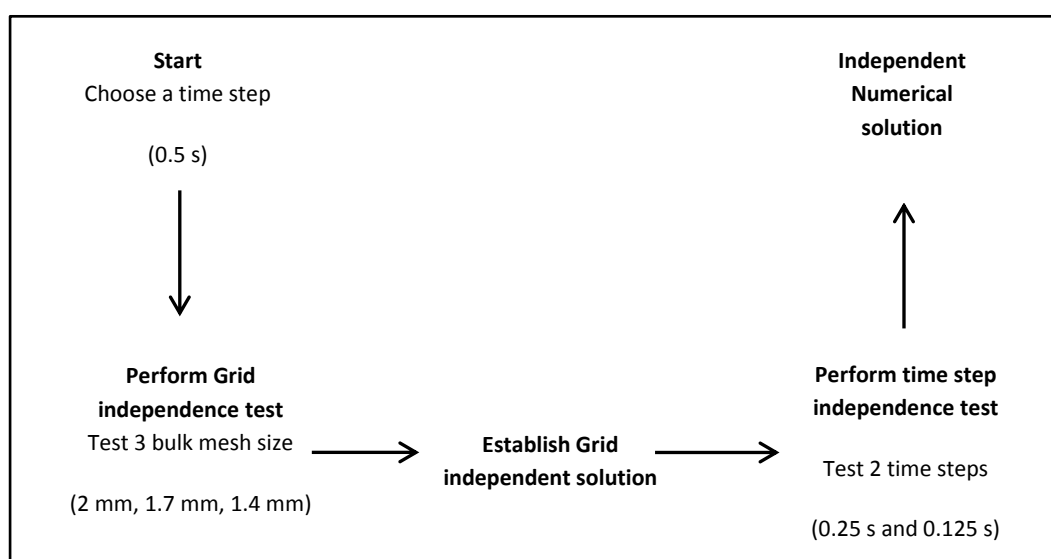 Start
Choose a time step
(0.5 s)
Perform Grid
independence test
Test 3 bulk mesh size
(2 mm, 1.7 mm, 1.4 mm)
Establish Grid
independent solution
Perform time step
independence test
Test 2 time steps
(0.25 s and 0.125 s)
Independent
Numerical
solution